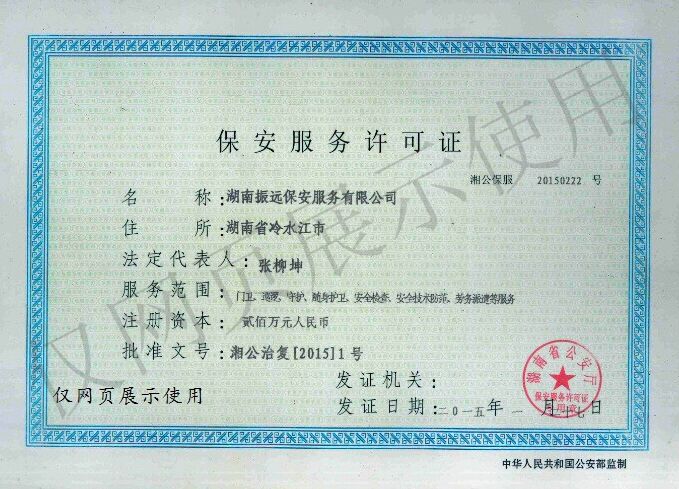 保安服务许可证
湘公保服 20150222 号
名称：湖南振远保安服务有限公司
住所：湖南省冷水江市
法定代表人：张柳坤
服务范围：门卫、巡逻、守护、随身护卫、安全检查、安全技术防范、劳务派遣等服务
注册资本：贰佰万元人民币
批准文号：湘公治复[2015]1号
发证机关：
仅网页展示使用
发证日期：二〇一五年一月十七日
湖南省公安厅
保安服务许可证
专用章
中华人民共和国公安部监制
仅网页展示使用